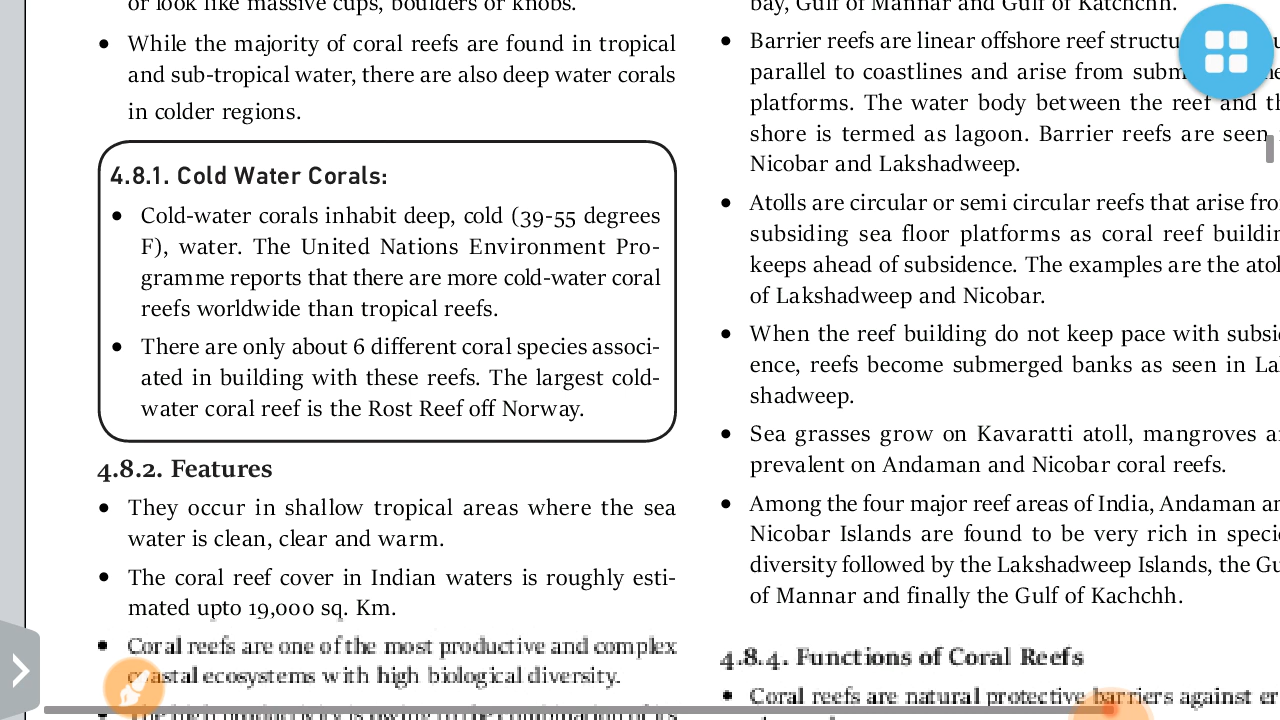 or look like massive cups, boulders or knobs.
• While the majority of coral reefs are found in tropical
and sub-tropical water, there are also deep water corals
in colder regions.
4.8.1. Cold Water Corals:
• Cold-water corals inhabit deep, cold (39-55 degrees
F), water. The United Nations Environment Pro-
gramme reports that there are more cold-water coral
reefs worldwide than tropical reefs.
• There are only about 6 different coral species associ-
ated in building with these reefs. The largest cold-
water coral reef is the Rost Reef off Norway.
4.8.2. Features
• They occur in shallow tropical areas where the sea
water is clean, clear and warm.
• The coral reef cover in Indian waters is roughly esti-
mated upto 19,000 sq. Km.
• Coral reefs are one of the most productive and complex
coastal ecosystems with high biological diversity.
• The high productivity is owing to the combination of its
bay, Gulf of Mannar and Gulf of Katchchh.
• Barrier reefs are linear offshore reef
parallel to coastlines and arise from
platforms. The water body between the reef and
shore is termed as lagoon. Barrier reefs are seen
Nicobar and Lakshadweep.
• Atolls are circular or semi circular reefs that arise
subsiding sea floor platforms as coral reef
keeps ahead of subsidence. The examples are the
of Lakshadweep and Nicobar.
• When the reef building do not keep pace with subsid
ence, reefs become submerged banks as seen in La
shadweep.
• Sea grasses grow on Kavaratti atoll, mangroves
prevalent on Andaman and Nicobar coral reefs.
• Among the four major reef areas of India, Andaman
Nicobar Islands are found to be very rich in
diversity followed by the Lakshadweep Islands, the
of Mannar and finally the Gulf of Kachchh.
4.8.4. Functions of Coral Reefs
• Coral reefs are natural protective barriers against